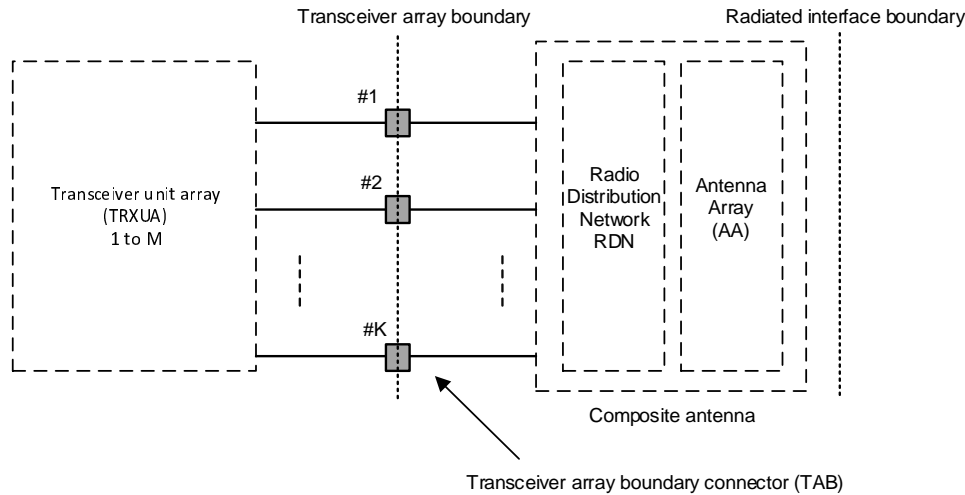 Transceiver array boundary
Radiated interface boundary
#1
#2
#K
Transceiver unit array
(TRXUA)
1 to M
Radio
Distribution
Network
RDN
Antenna
Array
(AA)
Composite antenna
Transceiver array boundary connector (TAB)